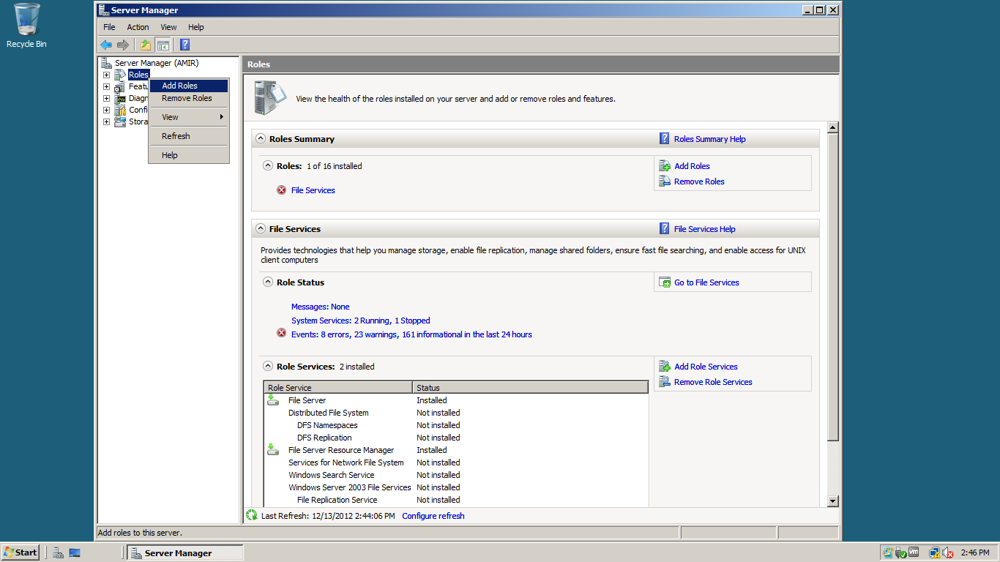 Recycle Bin
Server Manager
File Action View Help
Server Manager (AMIR)
Roles
Featu
Diagn
Confi
Stora
Add Roles
Remove Roles
View
Refresh
Help
Roles
View the health of the roles installed on your server and add or remove roles and features.
Roles Summary
Roles Summary Help
Roles: 1 of 16 installed
File Services
Add Roles
Remove Roles
File Services
File Services Help
Provides technologies that help you manage storage, enable file replication, manage shared folders, ensure fast file searching, and enable access for UNIX
client computers
Role Status
Go to File Services
Messages: None
System Services: 2 Running, 1 Stopped
Events: 8 errors, 23 warnings, 161 informational in the last 24 hours
Role Services: 2 installed
Add Role Services
Remove Role Services
Role Service Status
File Server Installed
Distributed File System Not installed
DFS Namespaces Not installed
DFS Replication Not installed
File Server Resource Manager Installed
Services for Network File System Not installed
Windows Search Service Not installed
Windows Server 2003 File Services Not installed
File Replication Service Not installed
Last Refresh: 12/13/2012 2:44:06 PM Configure refresh
Add roles to this server.
Start
Server Manager
2:46 PM